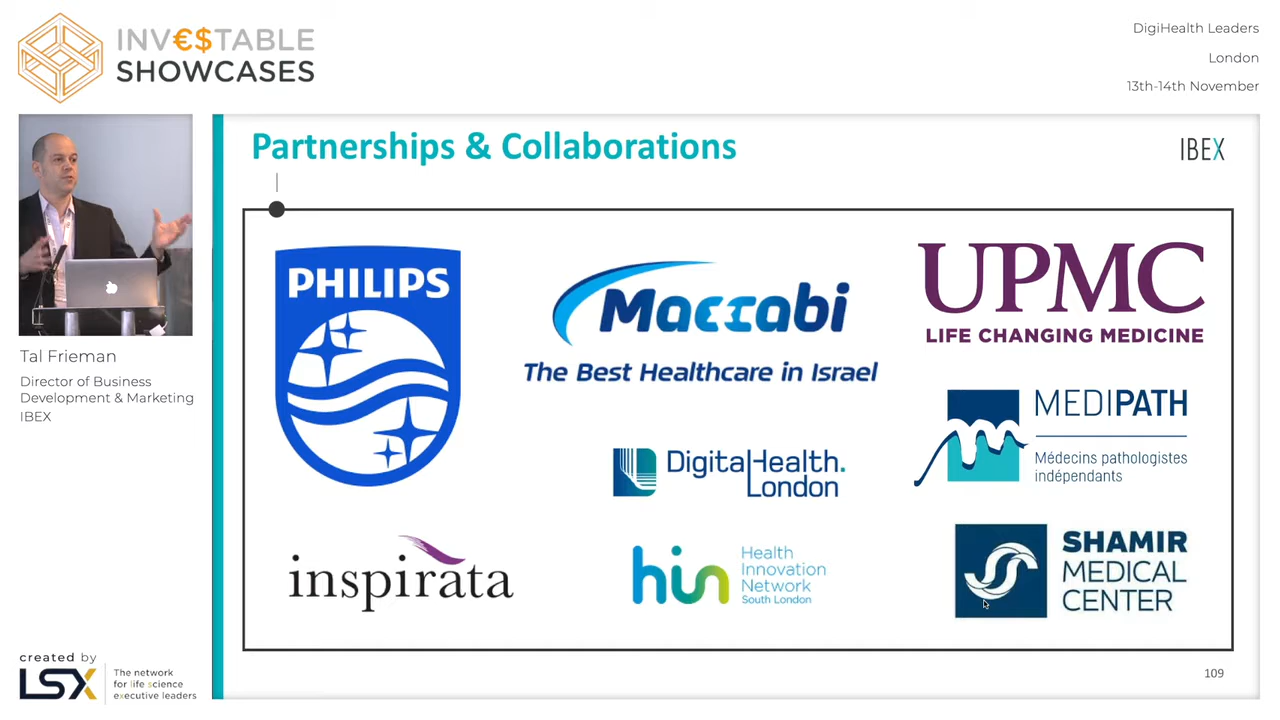 INV€$TABLE
SHOWCASES
DigiHealth Leaders
London
13th-14th November
Tal Frieman
Director of Business
Development & Marketing
IBEX
created by
LSX
The network
for life science
executive leaders
Partnerships & Collaborations
IBEX
PHILIPS
Maccabi
The Best Healthcare in Israel
UPMC
LIFE CHANGING MEDICINE
MEDIPATH
Médecins pathologistes
indépendants
DigitalHealth.
London
inspirata
hin
Health
Innovation
Network
South London
SHAMIR
MEDICAL
CENTER
109